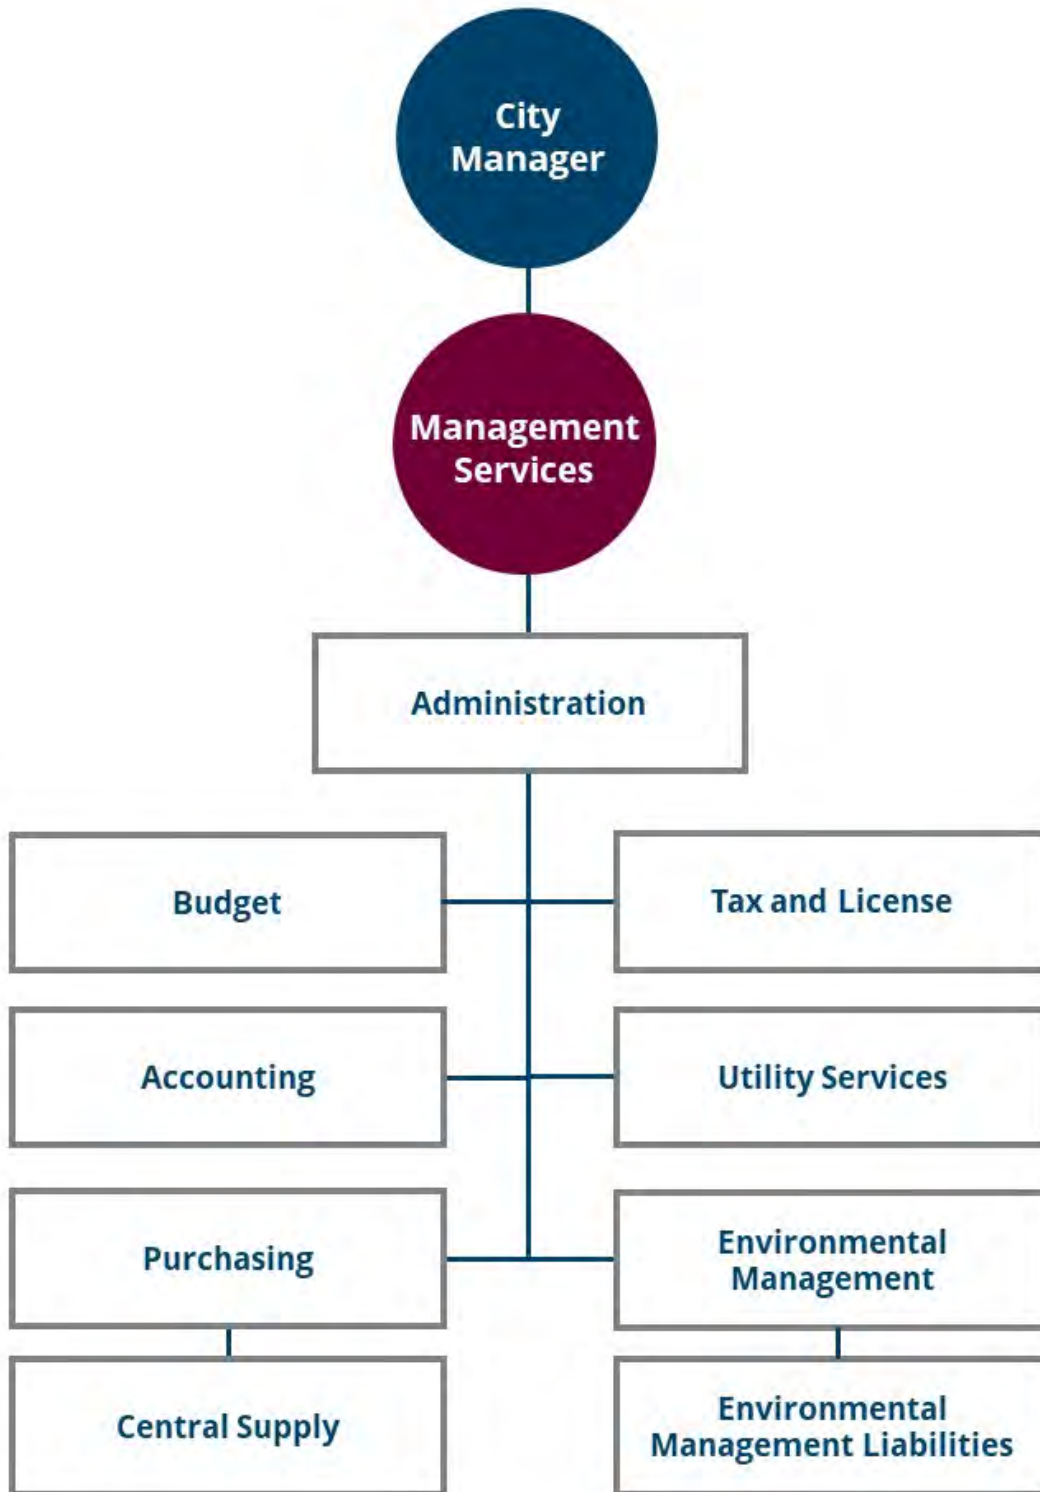 City
Manager
Management
Services
Administration
Budget
Tax and License
Accounting
Utility Services
Purchasing
Environmental
Management
Central Supply
Environmental
Management Liabilities